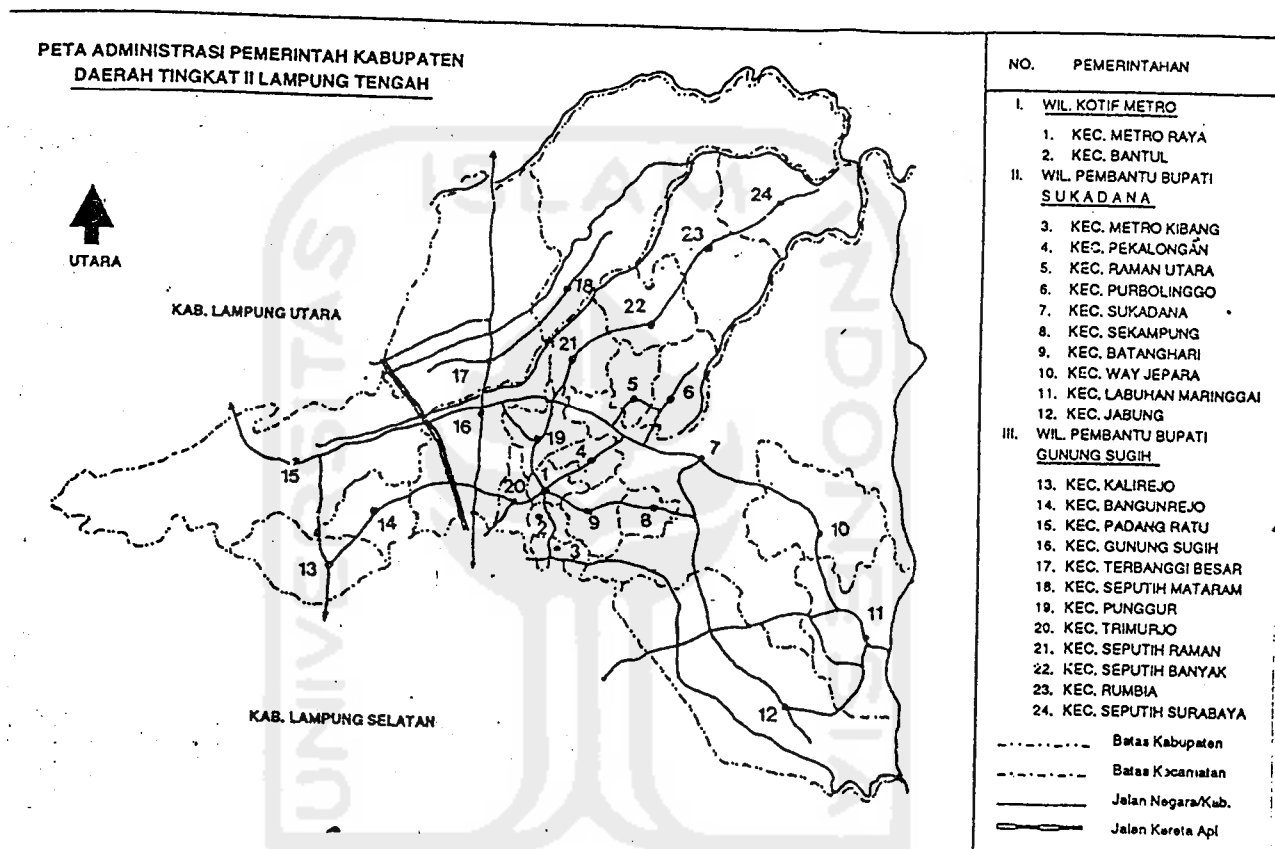 PETA ADMINISTRASI PEMERINTAH KABUPATEN
DAERAH TINGKAT II LAMPUNG TENGAH
UTARA
KAB. LAMPUNG UTARA
KAB. LAMPUNG SELATAN
24
23
18
22
21
17
5
6
16
19
4
7
15
1
20
14
2
9
8
10
3
13
11
12
UNIVERSITAS
ISLAM
INDONESIA
NO. PEMERINTAHAN
I. WIL. KOTIF METRO
1. KEC. METRO RAYA
2. KEC. BANTUL
II. WIL. PEMBANTU BUPATI
SUKADANA
3. KEC. METRO KIBANG
4. KEC. PEKALONGAN
5. KEC. RAMAN UTARA
6. KEC. PURBOLINGGO
7. KEC. SUKADANA
8. KEC. SEKAMPUNG
9. KEC. BATANGHARI
10. KEC. WAY JEPARA
11. KEC. LABUHAN MARINGGAI
12. KEC. JABUNG
III. WIL. PEMBANTU BUPATI
GUNUNG SUGIH
13. KEC. KALIREJO
14. KEC. BANGUNREJO
15. KEC. PADANG RATU
16. KEC. GUNUNG SUGIH
17. KEC. TERBANGGI BESAR
18. KEC. SEPUTIH MATARAM
19. KEC. PUNGGUR
20. KEC. TRIMURJO
21. KEC. SEPUTIH RAMAN
22. KEC. SEPUTIH BANYAK
23. KEC. RUMBIA
24. KEC. SEPUTIH SURABAYA
Batas Kabupaten
Batas Kecamatan
Jalan Negara/Kab.
Jalan Kereta Api